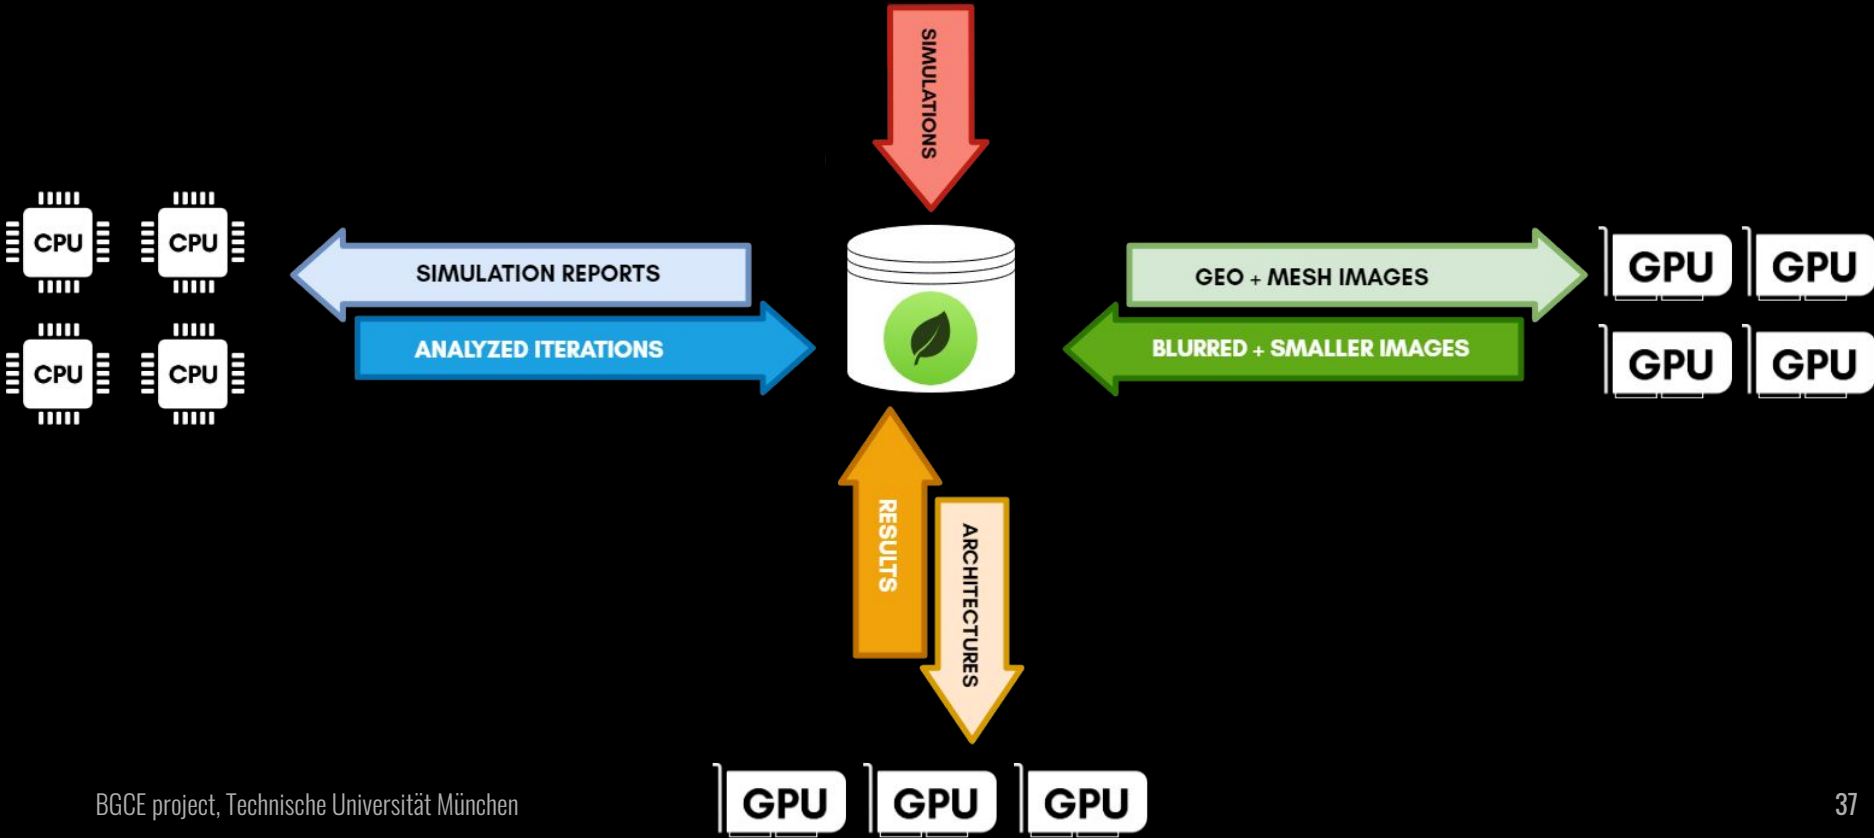 SIMULATIONS
CPU CPU
SIMULATION REPORTS
GEO + MESH IMAGES
GPU GPU
CPU CPU
ANALYZED ITERATIONS
BLURRED + SMALLER IMAGES
GPU GPU
RESULTS
ARCHITECTURES
GPU GPU GPU
BGCE project, Technische Universität München
37